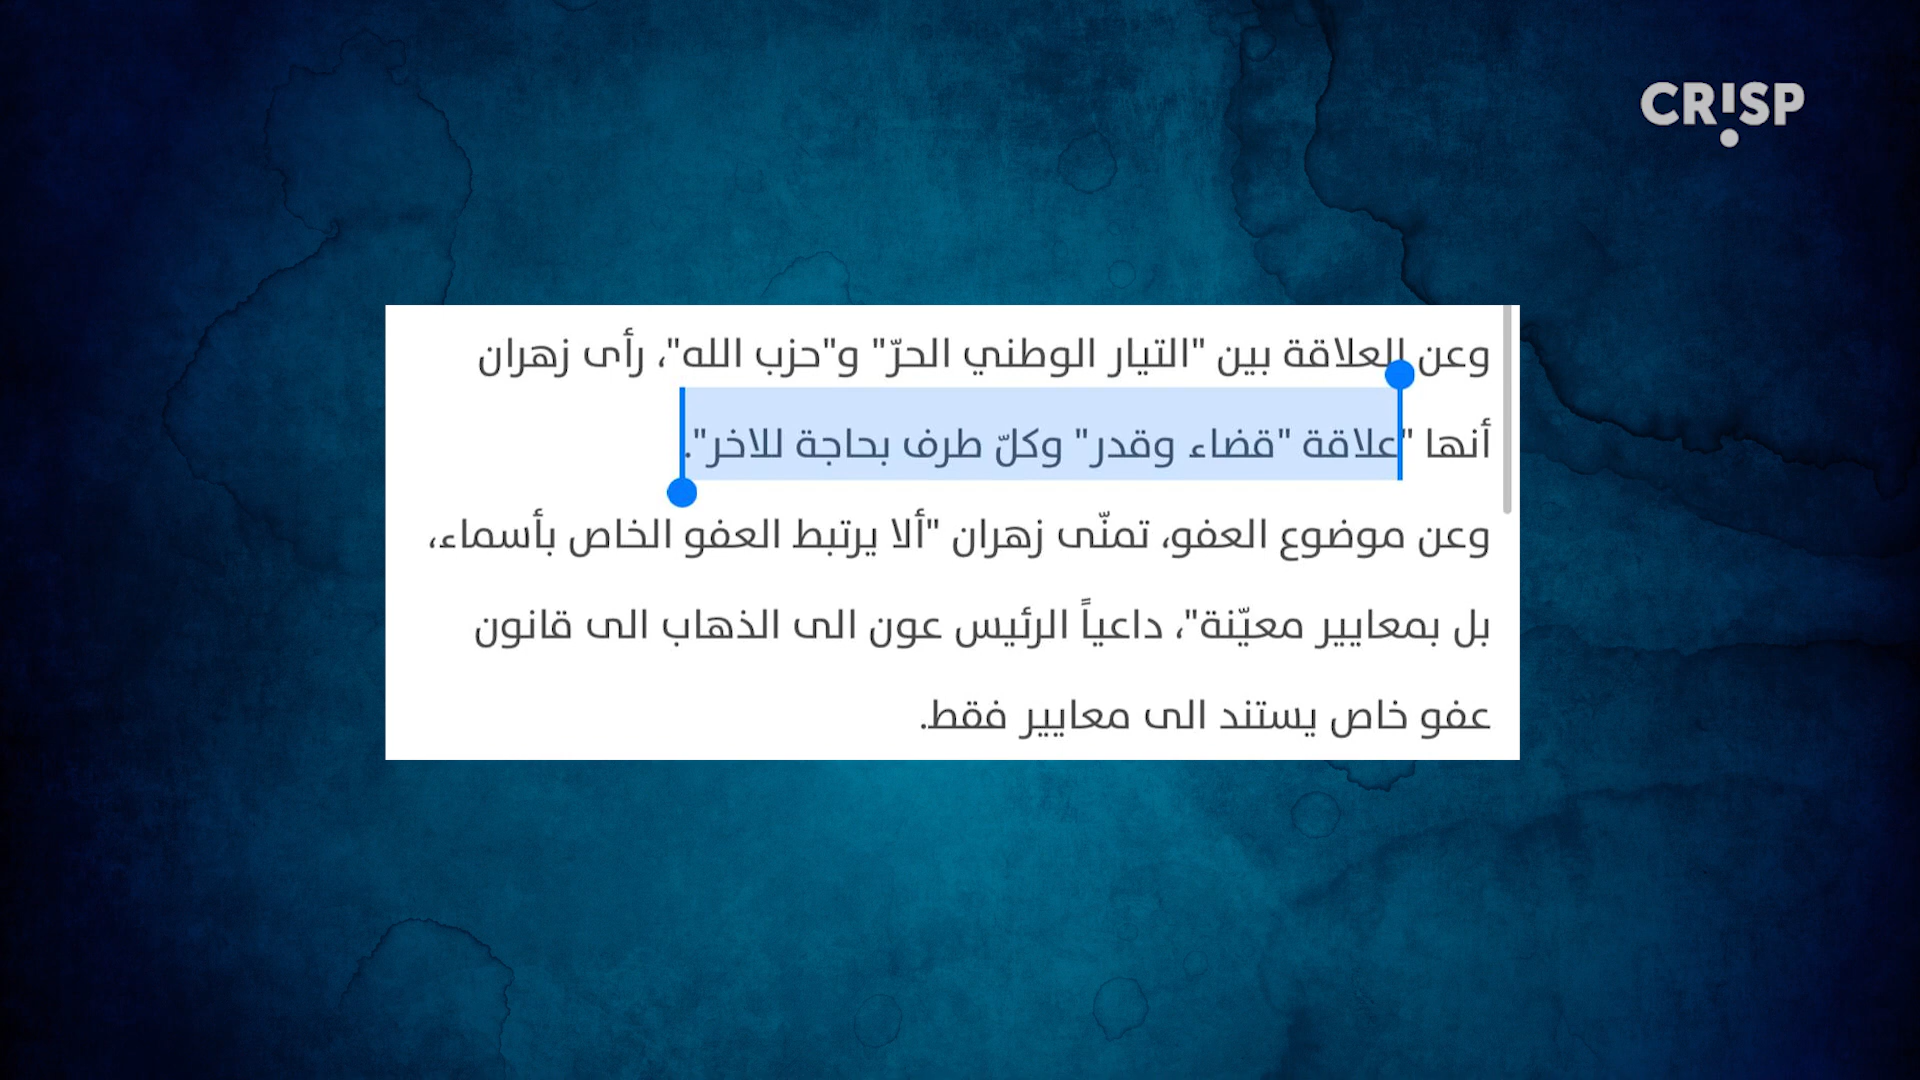 CR!SP
وعن العلاقة بين "التيار الوطني الحرّ" و"حزب الله"، رأى زهران
أنها "علاقة "قضاء وقدر" وكلّ طرف بحاجة للاخر".
وعن موضوع العفو، تمنّى زهران "ألا يرتبط العفو الخاص بأسماء،
بل بمعايير معيّنة"، داعياً الرئيس عون الى الذهاب الى قانون
عفو خاص يستند الى معايير فقط.